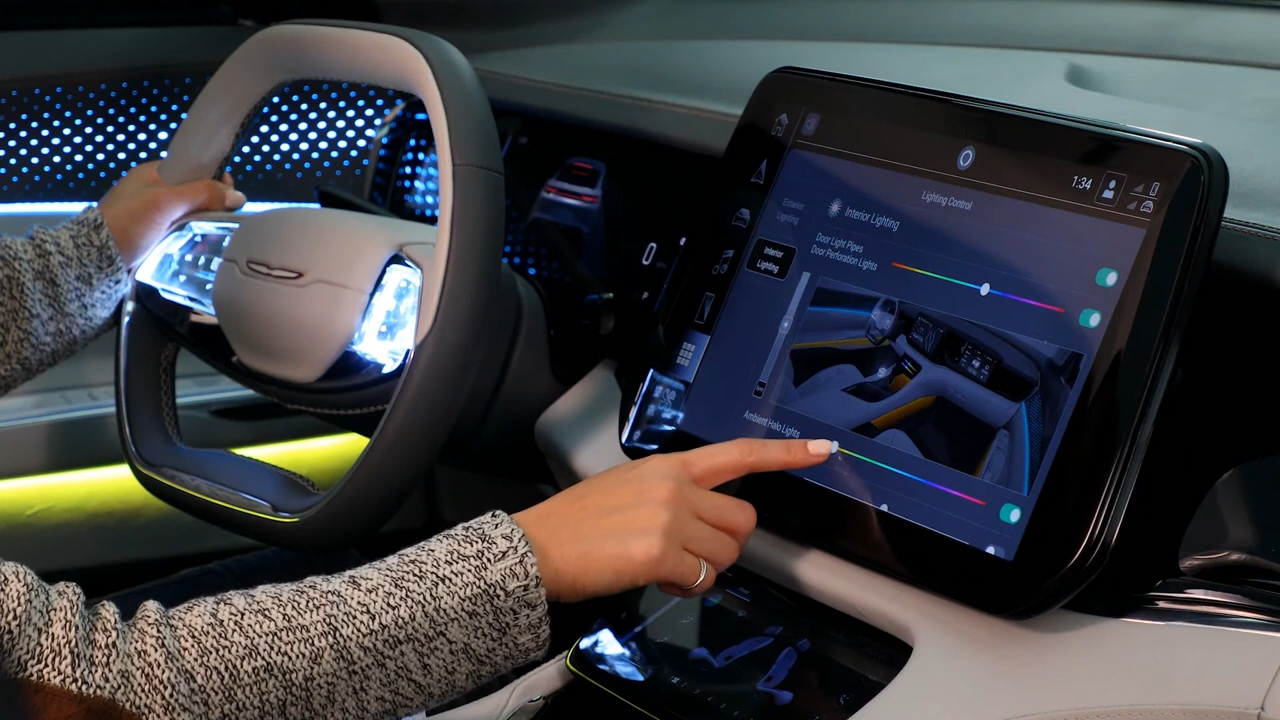 1:34
Lighting Control
Exterior
Lighting
Interior Lighting
Interior
Lighting
Door Light Pipes
Door Perforation Lights
Ambient Halo Lights
0
P